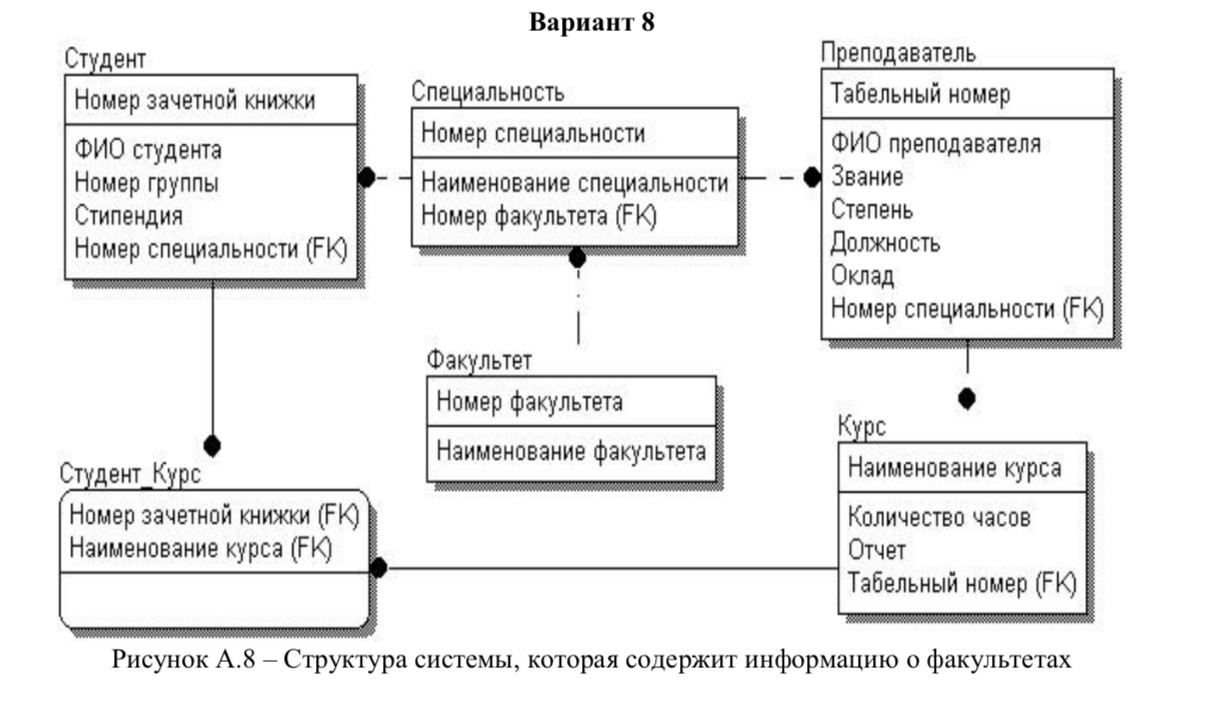 Вариант 8
Студент
Номер зачетной книжки
ФИО студента
Номер группы
Стипендия
Номер специальности (FK)
Специальность
Номер специальности
Наименование специальности
Номер факультета (FK)
Преподаватель
Табельный номер
ФИО преподавателя
Звание
Степень
Должность
Оклад
Номер специальности (FK)
Факультет
Номер факультета
Наименование факультета
Студент_Курс
Номер зачетной книжки (FK)
Наименование курса (FK)
Курс
Наименование курса
Количество часов
Отчет
Табельный номер (FK)
Рисунок А.8 – Структура системы, которая содержит информацию о факультетах